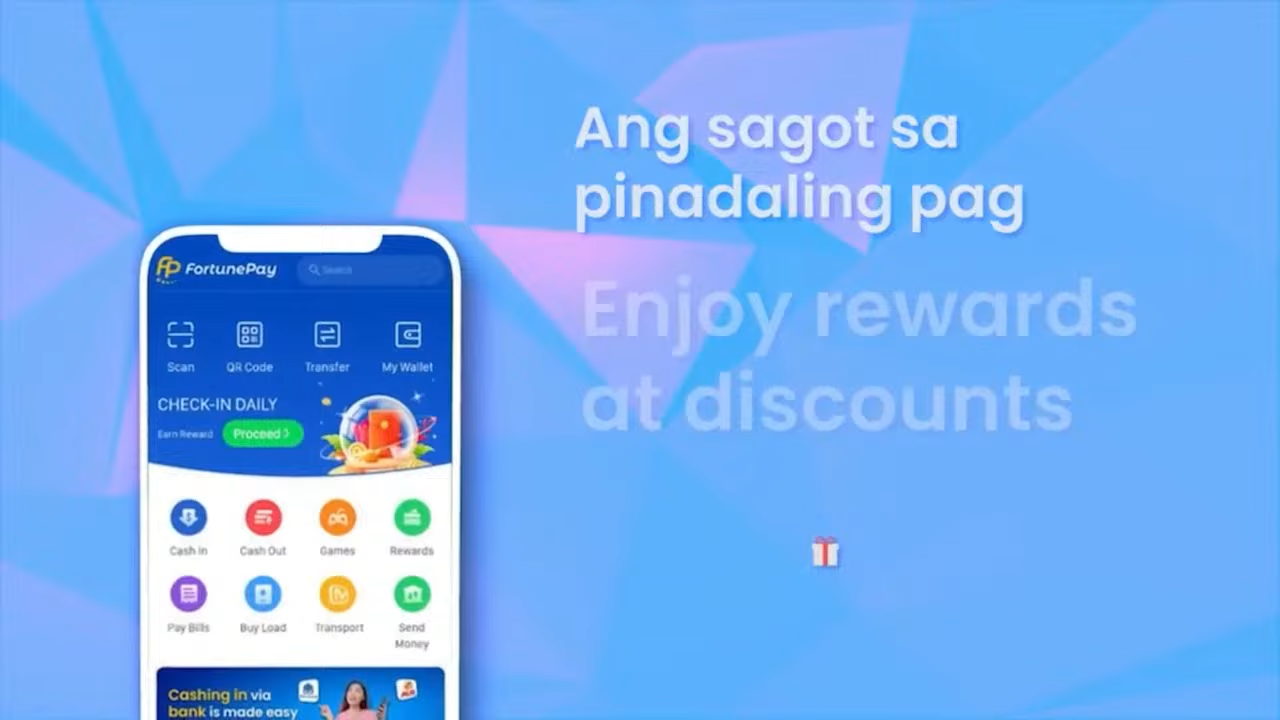 Ang sagot sa
pinadaling pag
Enjoy rewards
at discounts
FP FortunePay
Search
Scan
QR Code
Transfer
My Wallet
CHECK-IN DAILY
Earn Reward
Proceed >
Cash In
Cash Out
Games
Rewards
Pay Bills
Buy Load
Transport
Send
Money
Cashing in via
bank is made easy